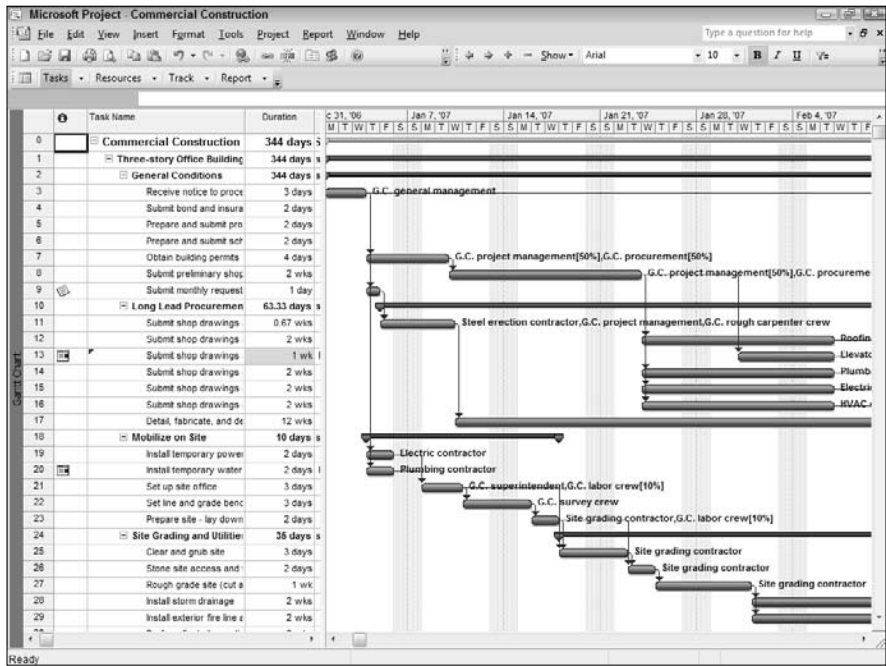 Microsoft Project - Commercial Construction
File Edit View Insert Format Tools Project Report Window Help
Type a question for help
Show Arial 10 B I U
Tasks Resources Track Report
Task Name Duration c 31, '06 Jan 7, '07 Jan 14, '07 Jan 21, '07 Jan 28, '07 Feb 4, '07
M T W T F S S M T W T F S S M T W T F S S M T W T F S S M T W T F S S M T W T F
0 Commercial Construction 344 days
1 Three-story Office Building 344 days
2 General Conditions 344 days
3 Receive notice to proce 3 days G.C. general management
4 Submit bond and insura 2 days
5 Prepare and submit pro 2 days
6 Prepare and submit sch 2 days
7 Obtain building permits 4 days G.C. project management[50%],G.C. procurement[50%]
8 Submit preliminary shop 2 wks G.C. project management[50%],G.C. procureme
9 Submit monthly request 1 day
10 Long Lead Procuremen 63.33 days
11 Submit shop drawings 0.67 wks Steel erection contractor,G.C. project management,G.C. rough carpenter crew
12 Submit shop drawings 2 wks Roofin
13 Submit shop drawings 1 wk Elevato
14 Submit shop drawings 2 wks Plumb
15 Submit shop drawings 2 wks Electri
16 Submit shop drawings 2 wks HVAC
17 Detail, fabricate, and de 12 wks
18 Mobilize on Site 10 days
19 Install temporary power 2 days Electric contractor
20 Install temporary water 2 days Plumbing contractor
21 Set up site office 3 days G.C. superintendent,G.C. labor crew[10%]
22 Set line and grade benc 3 days G.C. survey crew
23 Prepare site - lay down 2 days Site grading contractor,G.C. labor crew[10%]
24 Site Grading and Utilitie 35 days
25 Clear and grub site 3 days Site grading contractor
26 Stone site access and 2 days Site grading contractor
27 Rough grade site (cut a 1 wk Site grading contractor
28 Install storm drainage 2 wks
29 Install exterior fire line a 2 wks
Gantt Chart
Ready